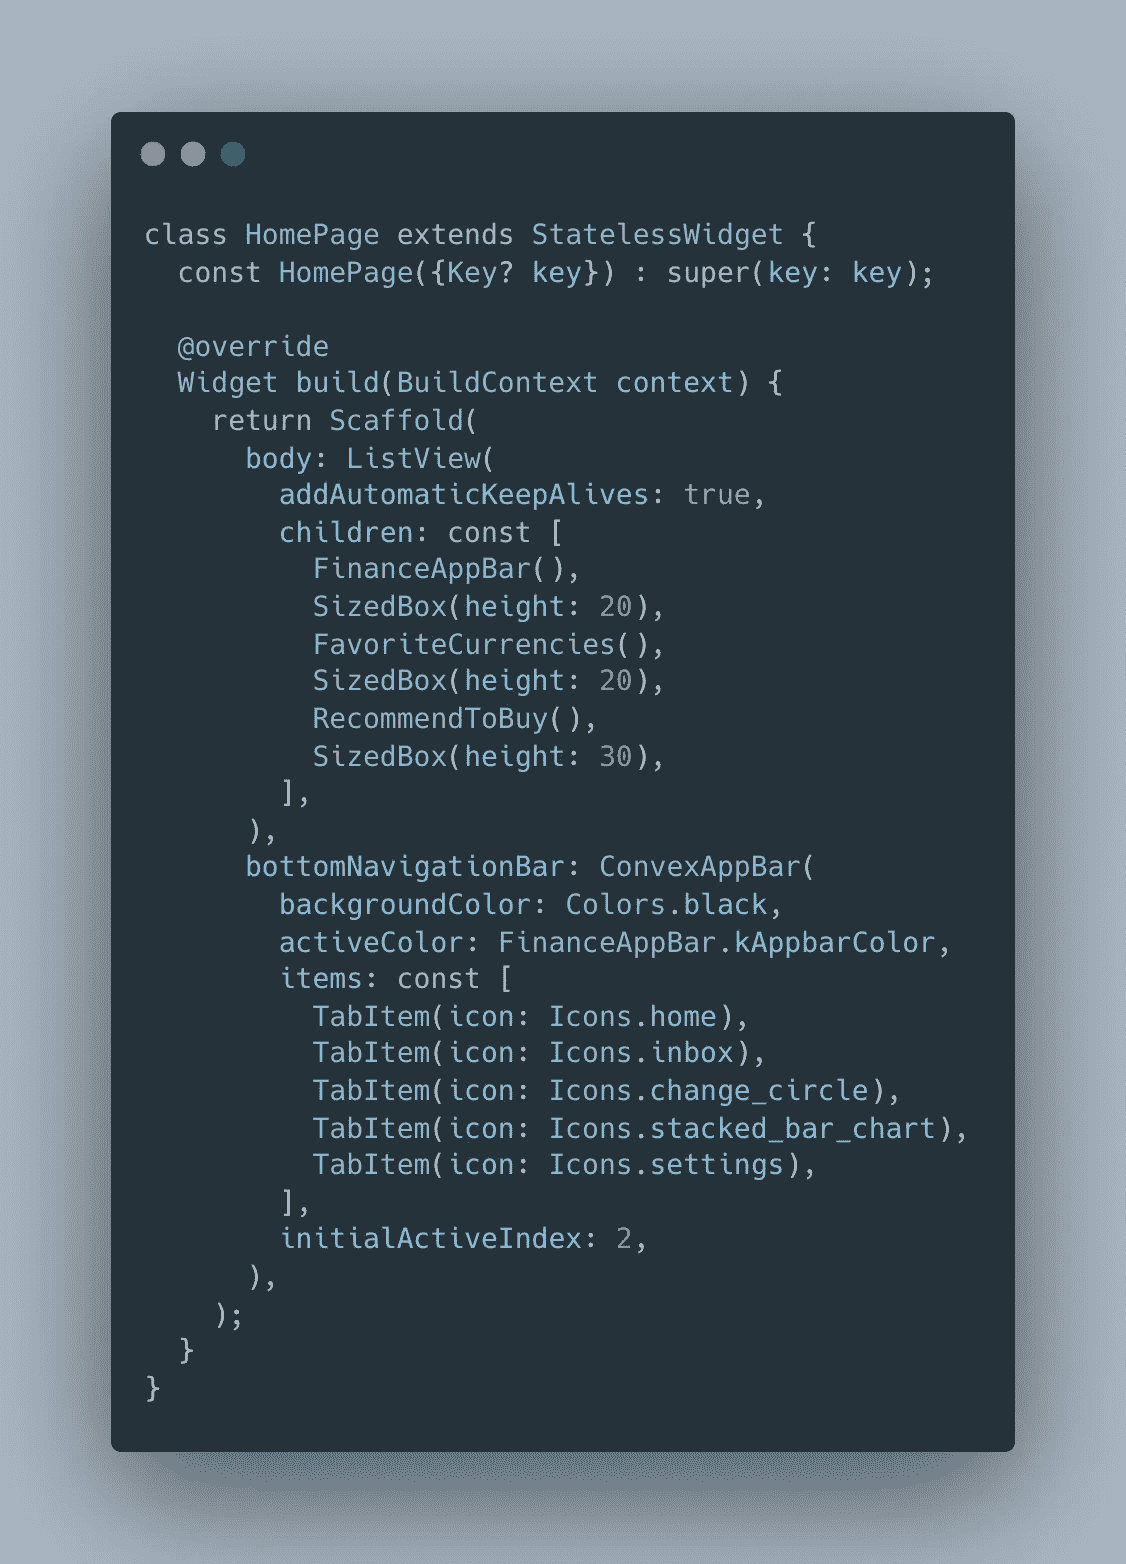 class HomePage extends StatelessWidget {
  const HomePage({Key? key}) : super(key: key);

  @override
  Widget build(BuildContext context) {
    return Scaffold(
      body: ListView(
        addAutomaticKeepAlives: true,
        children: const [
          FinanceAppBar(),
          SizedBox(height: 20),
          FavoriteCurrencies(),
          SizedBox(height: 20),
          RecommendToBuy(),
          SizedBox(height: 30),
        ],
      ),
      bottomNavigationBar: ConvexAppBar(
        backgroundColor: Colors.black,
        activeColor: FinanceAppBar.kAppbarColor,
        items: const [
          TabItem(icon: Icons.home),
          TabItem(icon: Icons.inbox),
          TabItem(icon: Icons.change_circle),
          TabItem(icon: Icons.stacked_bar_chart),
          TabItem(icon: Icons.settings),
        ],
        initialActiveIndex: 2,
      ),
    );
  }
}